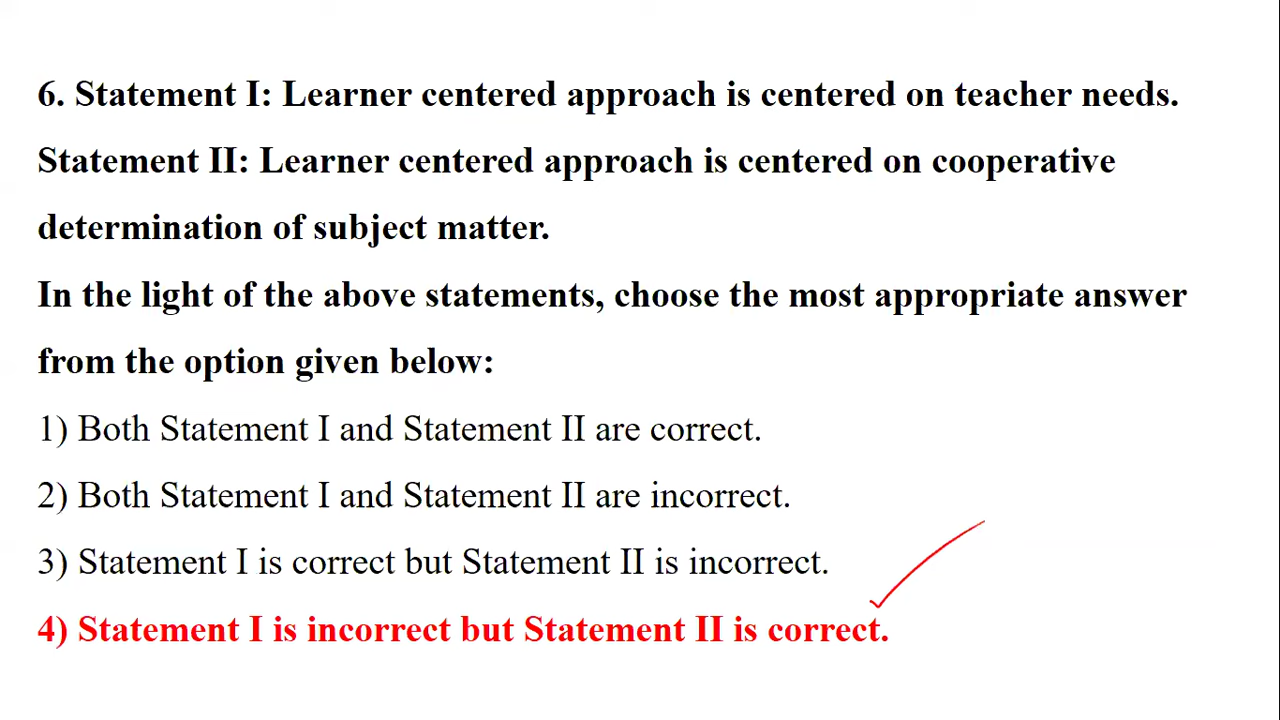 6. Statement I: Learner centered approach is centered on teacher needs.
Statement II: Learner centered approach is centered on cooperative
determination of subject matter.
In the light of the above statements, choose the most appropriate answer
from the option given below:
1) Both Statement I and Statement II are correct.
2) Both Statement I and Statement II are incorrect.
3) Statement I is correct but Statement II is incorrect.
4) Statement I is incorrect but Statement II is correct.